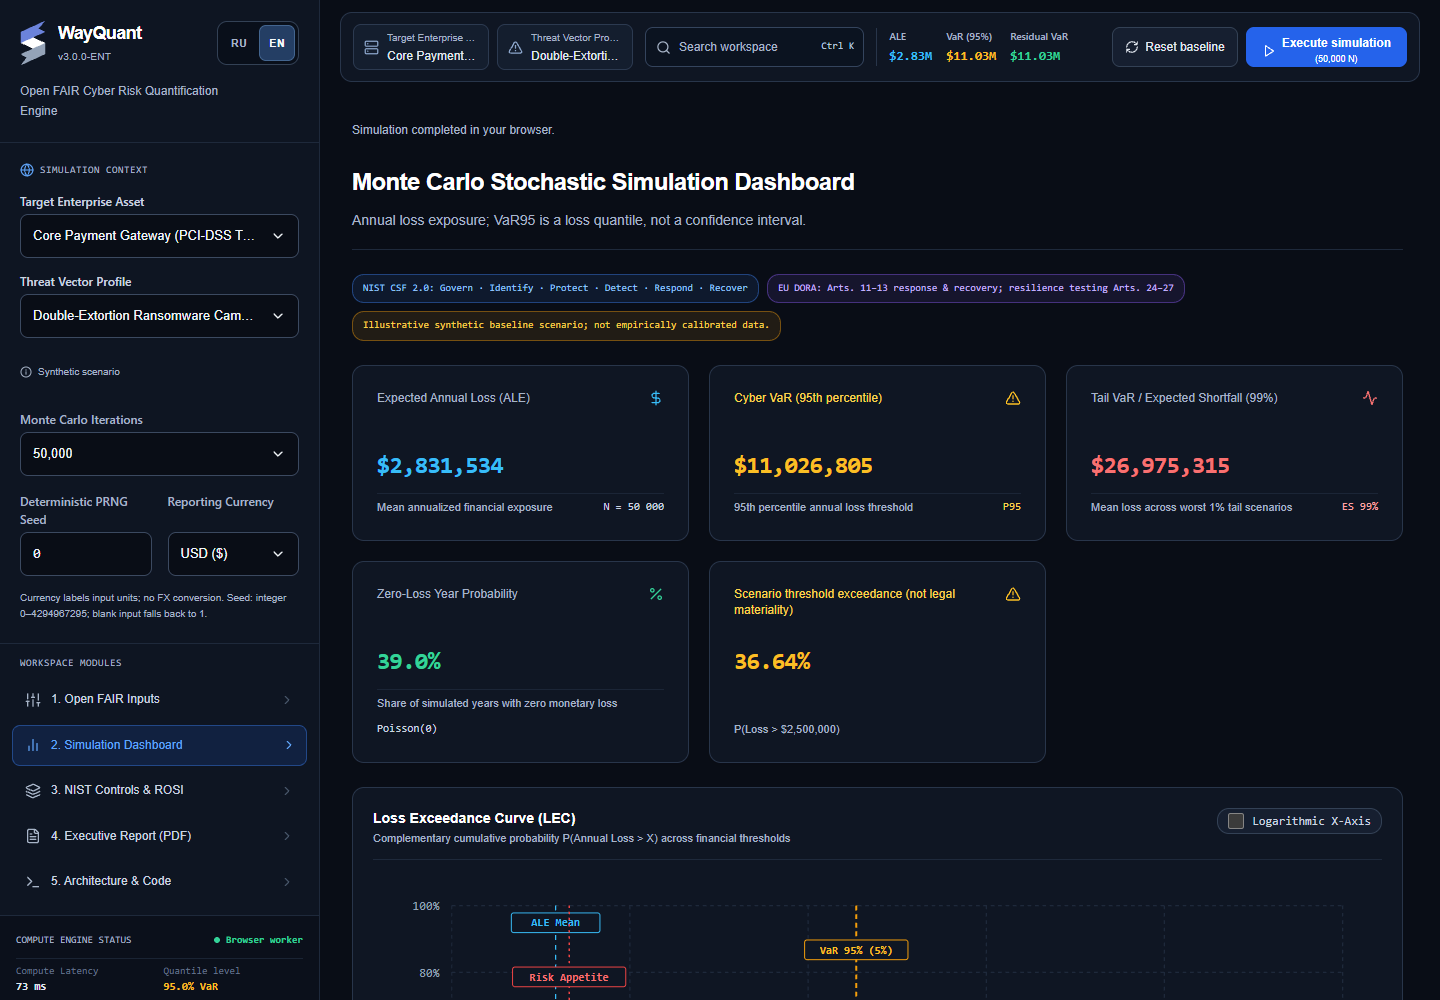 WayQuant
v3.0.0-ENT
RU
EN
Open FAIR Cyber Risk Quantification
Engine
SIMULATION CONTEXT
Target Enterprise Asset
Core Payment Gateway (PCI-DSS T...
Threat Vector Profile
Double-Extortion Ransomware Cam...
Synthetic scenario
Monte Carlo Iterations
50,000
Deterministic PRNG
Seed
Reporting Currency
0
USD ($)
Currency labels input units; no FX conversion. Seed: integer
0–4294967295; blank input falls back to 1.
WORKSPACE MODULES
1. Open FAIR Inputs
2. Simulation Dashboard
3. NIST Controls & ROSI
4. Executive Report (PDF)
5. Architecture & Code
COMPUTE ENGINE STATUS
Browser worker
Compute Latency
Quantile level
73 ms
95.0% VaR
Target Enterprise ...
Core Payment...
Threat Vector Pro...
Double-Extorti...
Search workspace
Ctrl K
ALE
$2.83M
VaR (95%)
$11.03M
Residual VaR
$11.03M
Reset baseline
Execute simulation
(50,000 N)
Simulation completed in your browser.
Monte Carlo Stochastic Simulation Dashboard
Annual loss exposure; VaR95 is a loss quantile, not a confidence interval.
NIST CSF 2.0: Govern · Identify · Protect · Detect · Respond · Recover
EU DORA: Arts. 11–13 response & recovery; resilience testing Arts. 24–27
Illustrative synthetic baseline scenario; not empirically calibrated data.
Expected Annual Loss (ALE)
$2,831,534
Mean annualized financial exposure
N = 50 000
Cyber VaR (95th percentile)
$11,026,805
95th percentile annual loss threshold
P95
Tail VaR / Expected Shortfall (99%)
$26,975,315
Mean loss across worst 1% tail scenarios
ES 99%
Zero-Loss Year Probability
39.0%
Share of simulated years with zero monetary loss
Poisson(0)
Scenario threshold exceedance (not legal
materiality)
36.64%
P(Loss > $2,500,000)
Loss Exceedance Curve (LEC)
Complementary cumulative probability P(Annual Loss > X) across financial thresholds
Logarithmic X-Axis
100%
ALE Mean
VaR 95% (5%)
80%
Risk Appetite